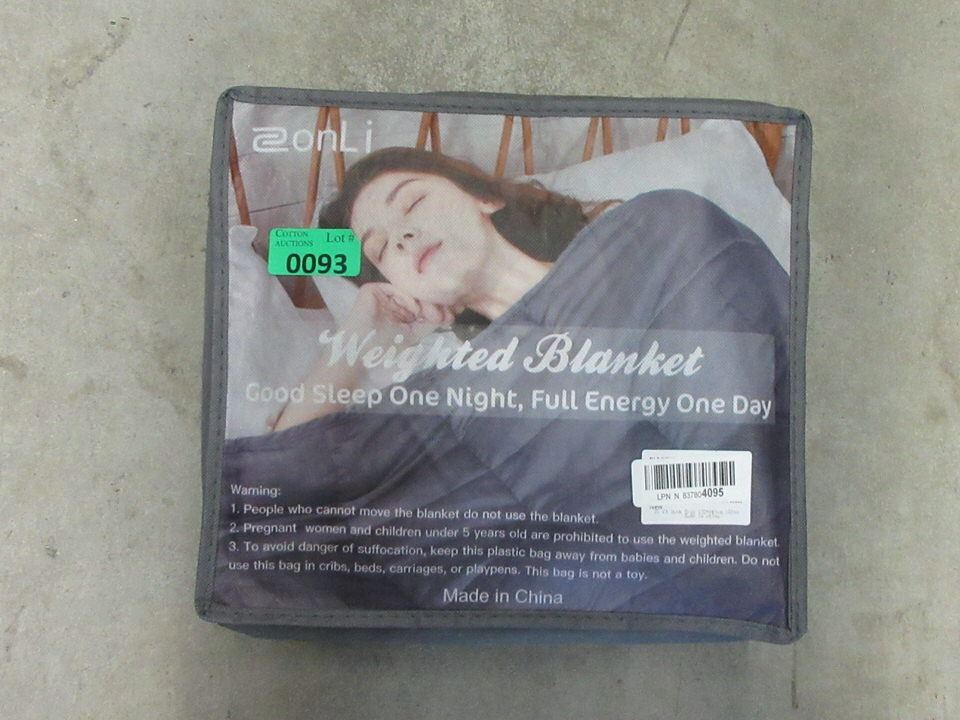 ZonLi
Cotton Auctions Lot #
0093
Weighted Blanket
Good Sleep One Night, Full Energy One Day
LPN N 837804095
Warning:
1. People who cannot move the blanket do not use the blanket.
2. Pregnant women and children under 5 years old are prohibited to use the weighted blanket.
3. To avoid danger of suffocation, keep this plastic bag away from babies and children. Do not
use this bag in cribs, beds, carriages, or playpens. This bag is not a toy.
Made in China